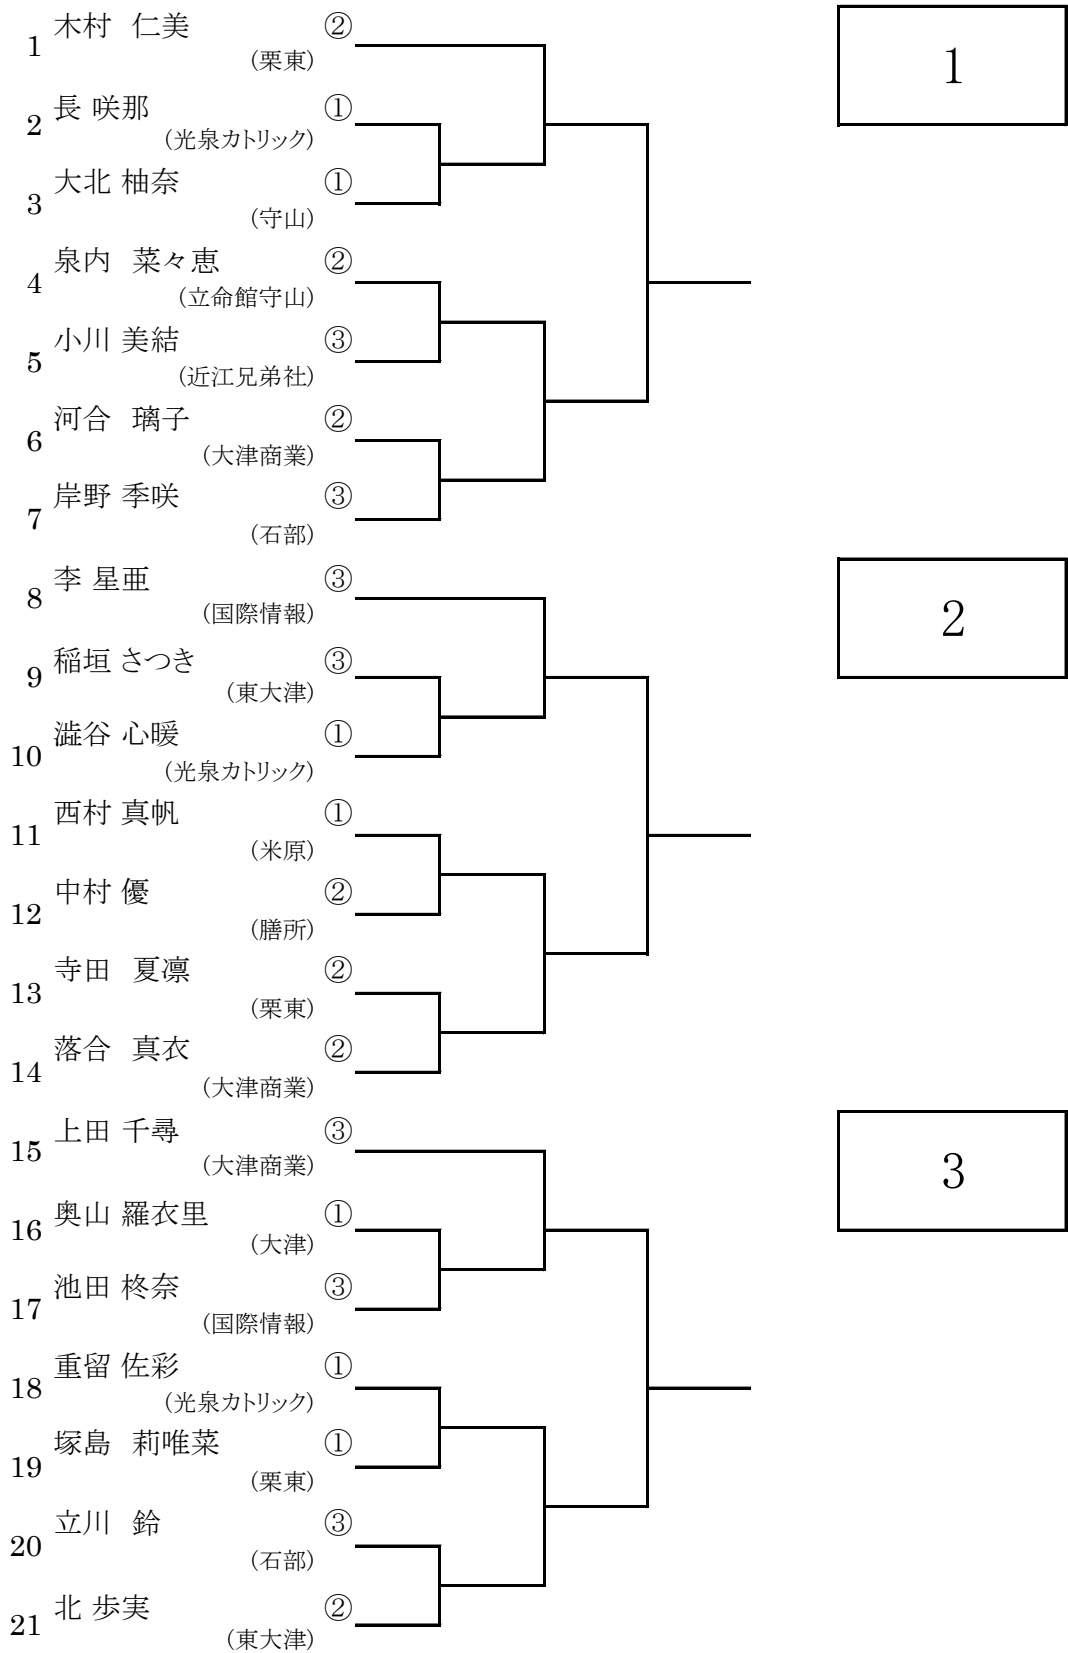 1 木村 仁美 ②
(栗東)
1
2 長 咲那 ①
(光泉カトリック)
3 大北 柚奈 ①
(守山)
4 泉内 菜々恵 ②
(立命館守山)
5 小川 美結 ③
(近江兄弟社)
6 河合 璃子 ②
(大津商業)
7 岸野 季咲 ③
(石部)
8 李 星亜 ③
(国際情報)
2
9 稲垣 さつき ③
(東大津)
10 澁谷 心暖 ①
(光泉カトリック)
11 西村 真帆 ①
(米原)
12 中村 優 ②
(膳所)
13 寺田 夏凛 ②
(栗東)
14 落合 真衣 ②
(大津商業)
15 上田 千尋 ③
(大津商業)
3
16 奥山 羅衣里 ①
(大津)
17 池田 柊奈 ③
(国際情報)
18 重留 佐彩 ①
(光泉カトリック)
19 塚島 莉唯菜 ①
(栗東)
20 立川 鈴 ③
(石部)
21 北 歩実 ②
(東大津)